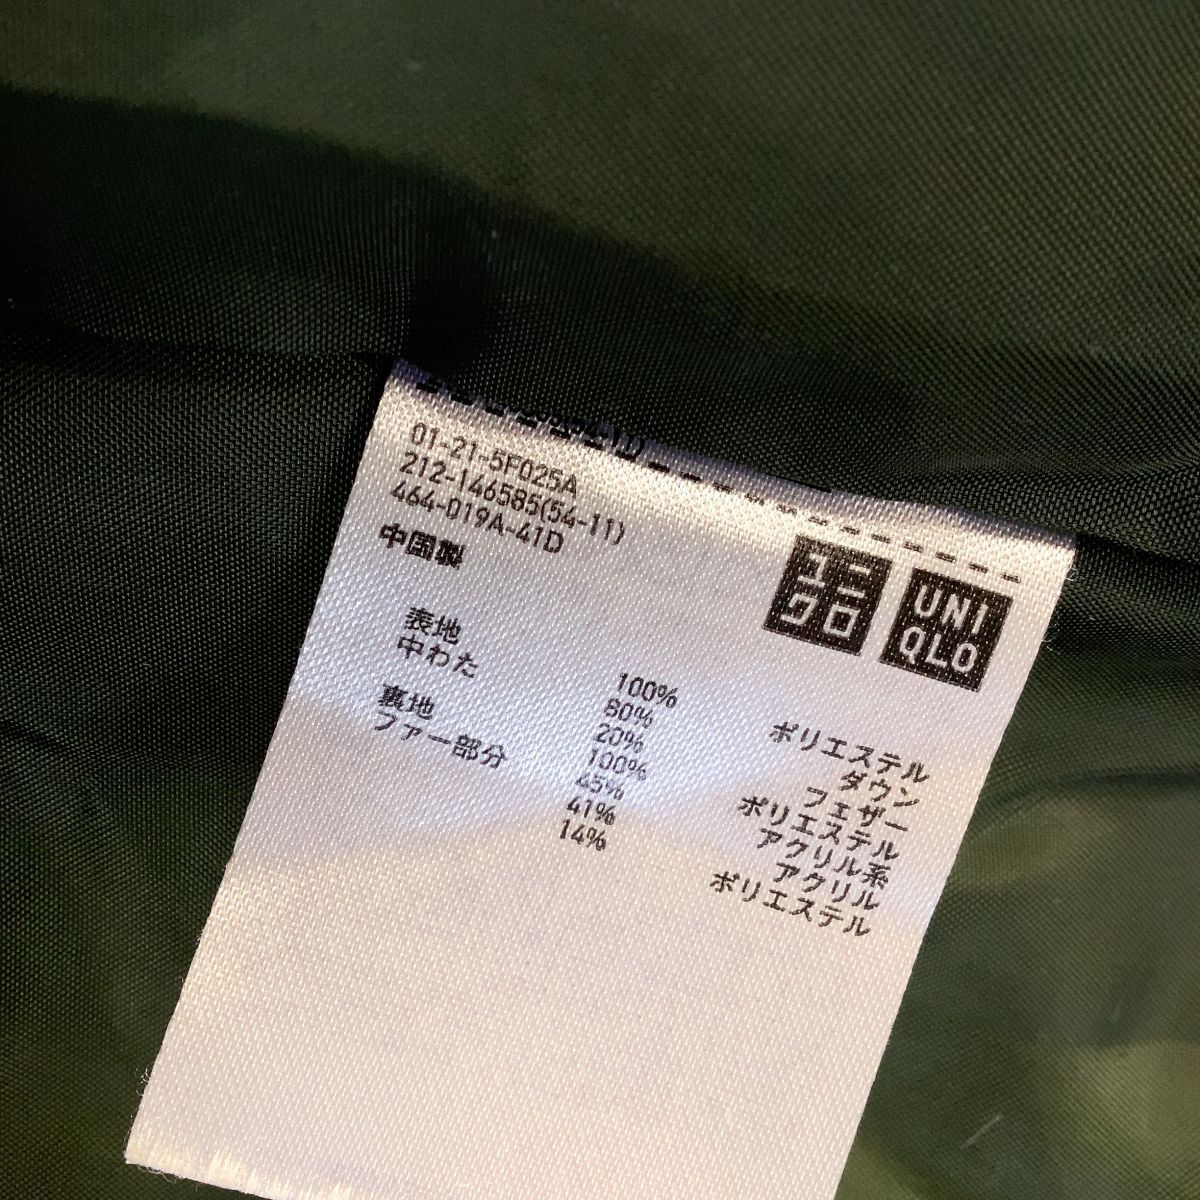 01-21-5F025A
212-146585(54-11)
464-019A-41D
中国製
ユニ
クロ
UNI
QLO
表地 100% ポリエステル
中わた 80% ダウン
20% フェザー
裏地 100% ポリエステル
ファー部分 45% アクリル系
41% アクリル
14% ポリエステル